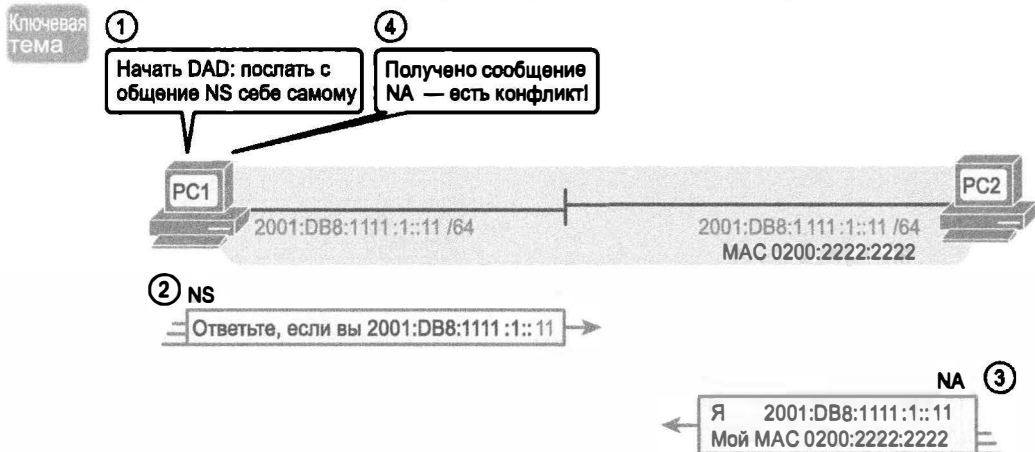 Ключевая
тема
1
4
Начать DAD: послать с
общение NS себе самому
Получено сообщение
NA — есть конфликт!
PC1
PC2
2001:DB8:1111:1::11 /64
2001:DB8:1111:1::11 /64
MAC 0200:2222:2222
2 NS
Ответьте, если вы 2001:DB8:1111:1::11
NA 3
Я 2001:DB8:1111:1::11
Мой MAC 0200:2222:2222